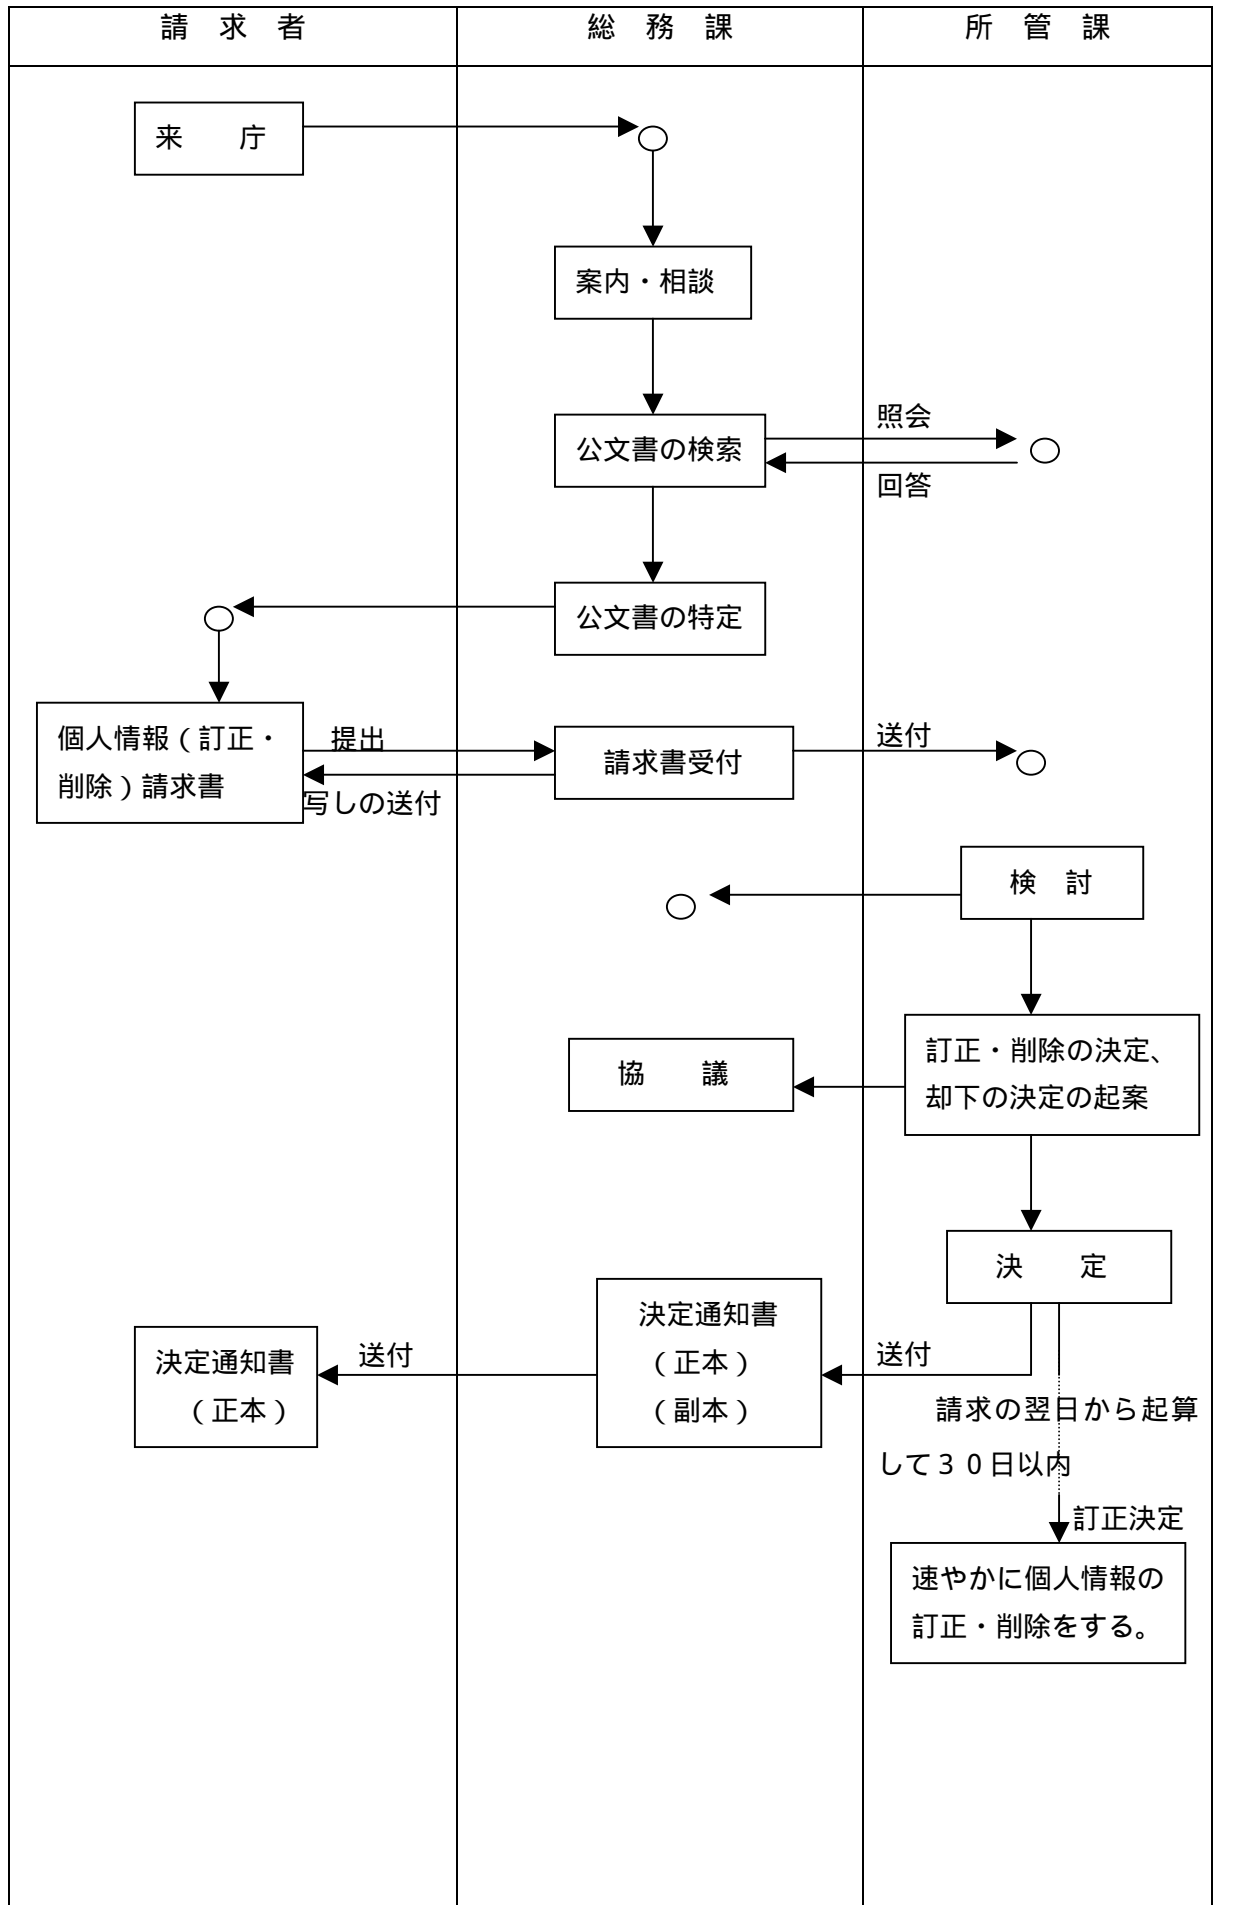 請　求　者
総　務　課
所　管　課
来　　庁
案内・相談
照会
公文書の検索
回答
公文書の特定
個人情報（訂正・
削除）請求書
提出
写しの送付
請求書受付
送付
検　討
訂正・削除の決定、
却下の決定の起案
協　　議
決　　定
決定通知書
（正本）
（副本）
送付
送付
決定通知書
（正本）
請求の翌日から起算
して３０日以内
訂正決定
速やかに個人情報の
訂正・削除をする。